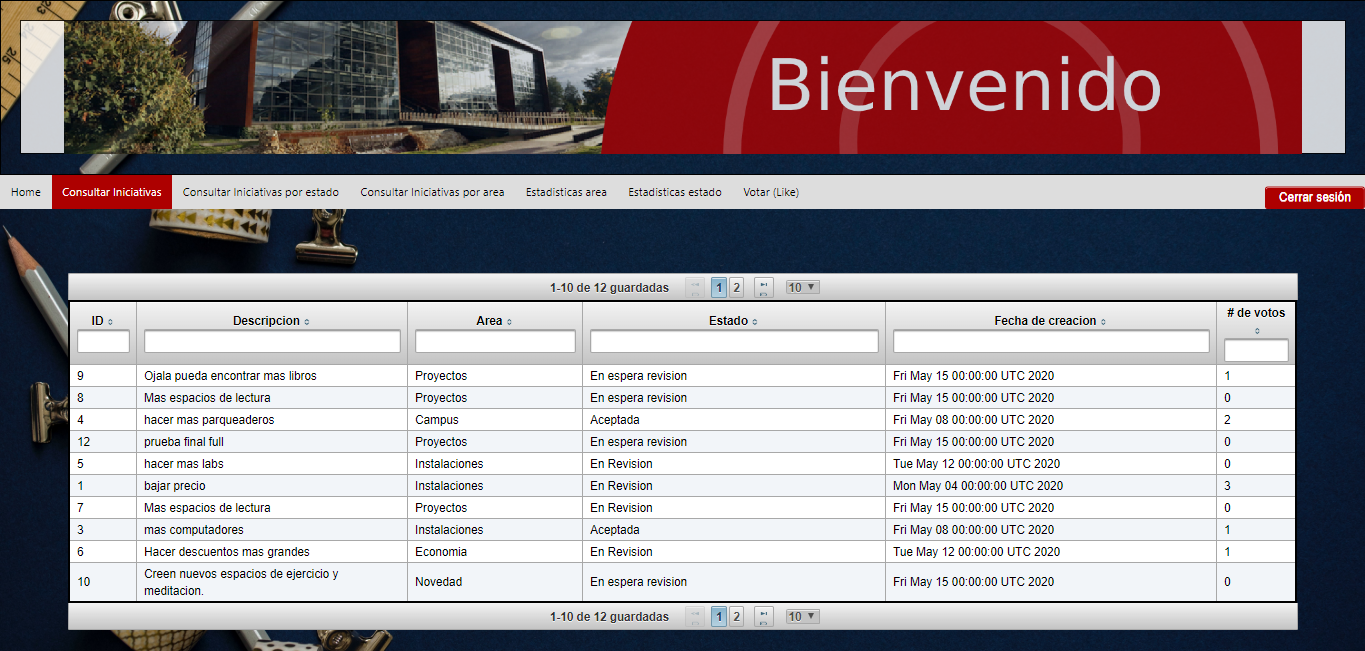 Bienvenido
Home Consultar Iniciativas Consultar Iniciativas por estado Consultar Iniciativas por area Estadisticas area Estadisticas estado Votar (Like)
Cerrar sesión
1-10 de 12 guardadas 1 2 10
ID Descripcion Area Estado Fecha de creacion # de votos
9 Ojala pueda encontrar mas libros Proyectos En espera revision Fri May 15 00:00:00 UTC 2020 1
8 Mas espacios de lectura Proyectos En espera revision Fri May 15 00:00:00 UTC 2020 0
4 hacer mas parqueaderos Campus Aceptada Fri May 08 00:00:00 UTC 2020 2
12 prueba final full Proyectos En espera revision Fri May 15 00:00:00 UTC 2020 0
5 hacer mas labs Instalaciones En Revision Tue May 12 00:00:00 UTC 2020 0
1 bajar precio Instalaciones En Revision Mon May 04 00:00:00 UTC 2020 3
7 Mas espacios de lectura Proyectos En Revision Fri May 15 00:00:00 UTC 2020 0
3 mas computadores Instalaciones Aceptada Fri May 08 00:00:00 UTC 2020 1
6 Hacer descuentos mas grandes Economia En Revision Tue May 12 00:00:00 UTC 2020 1
10 Creen nuevos espacios de ejercicio y
meditacion. Novedad En espera revision Fri May 15 00:00:00 UTC 2020 0
1-10 de 12 guardadas 1 2 10